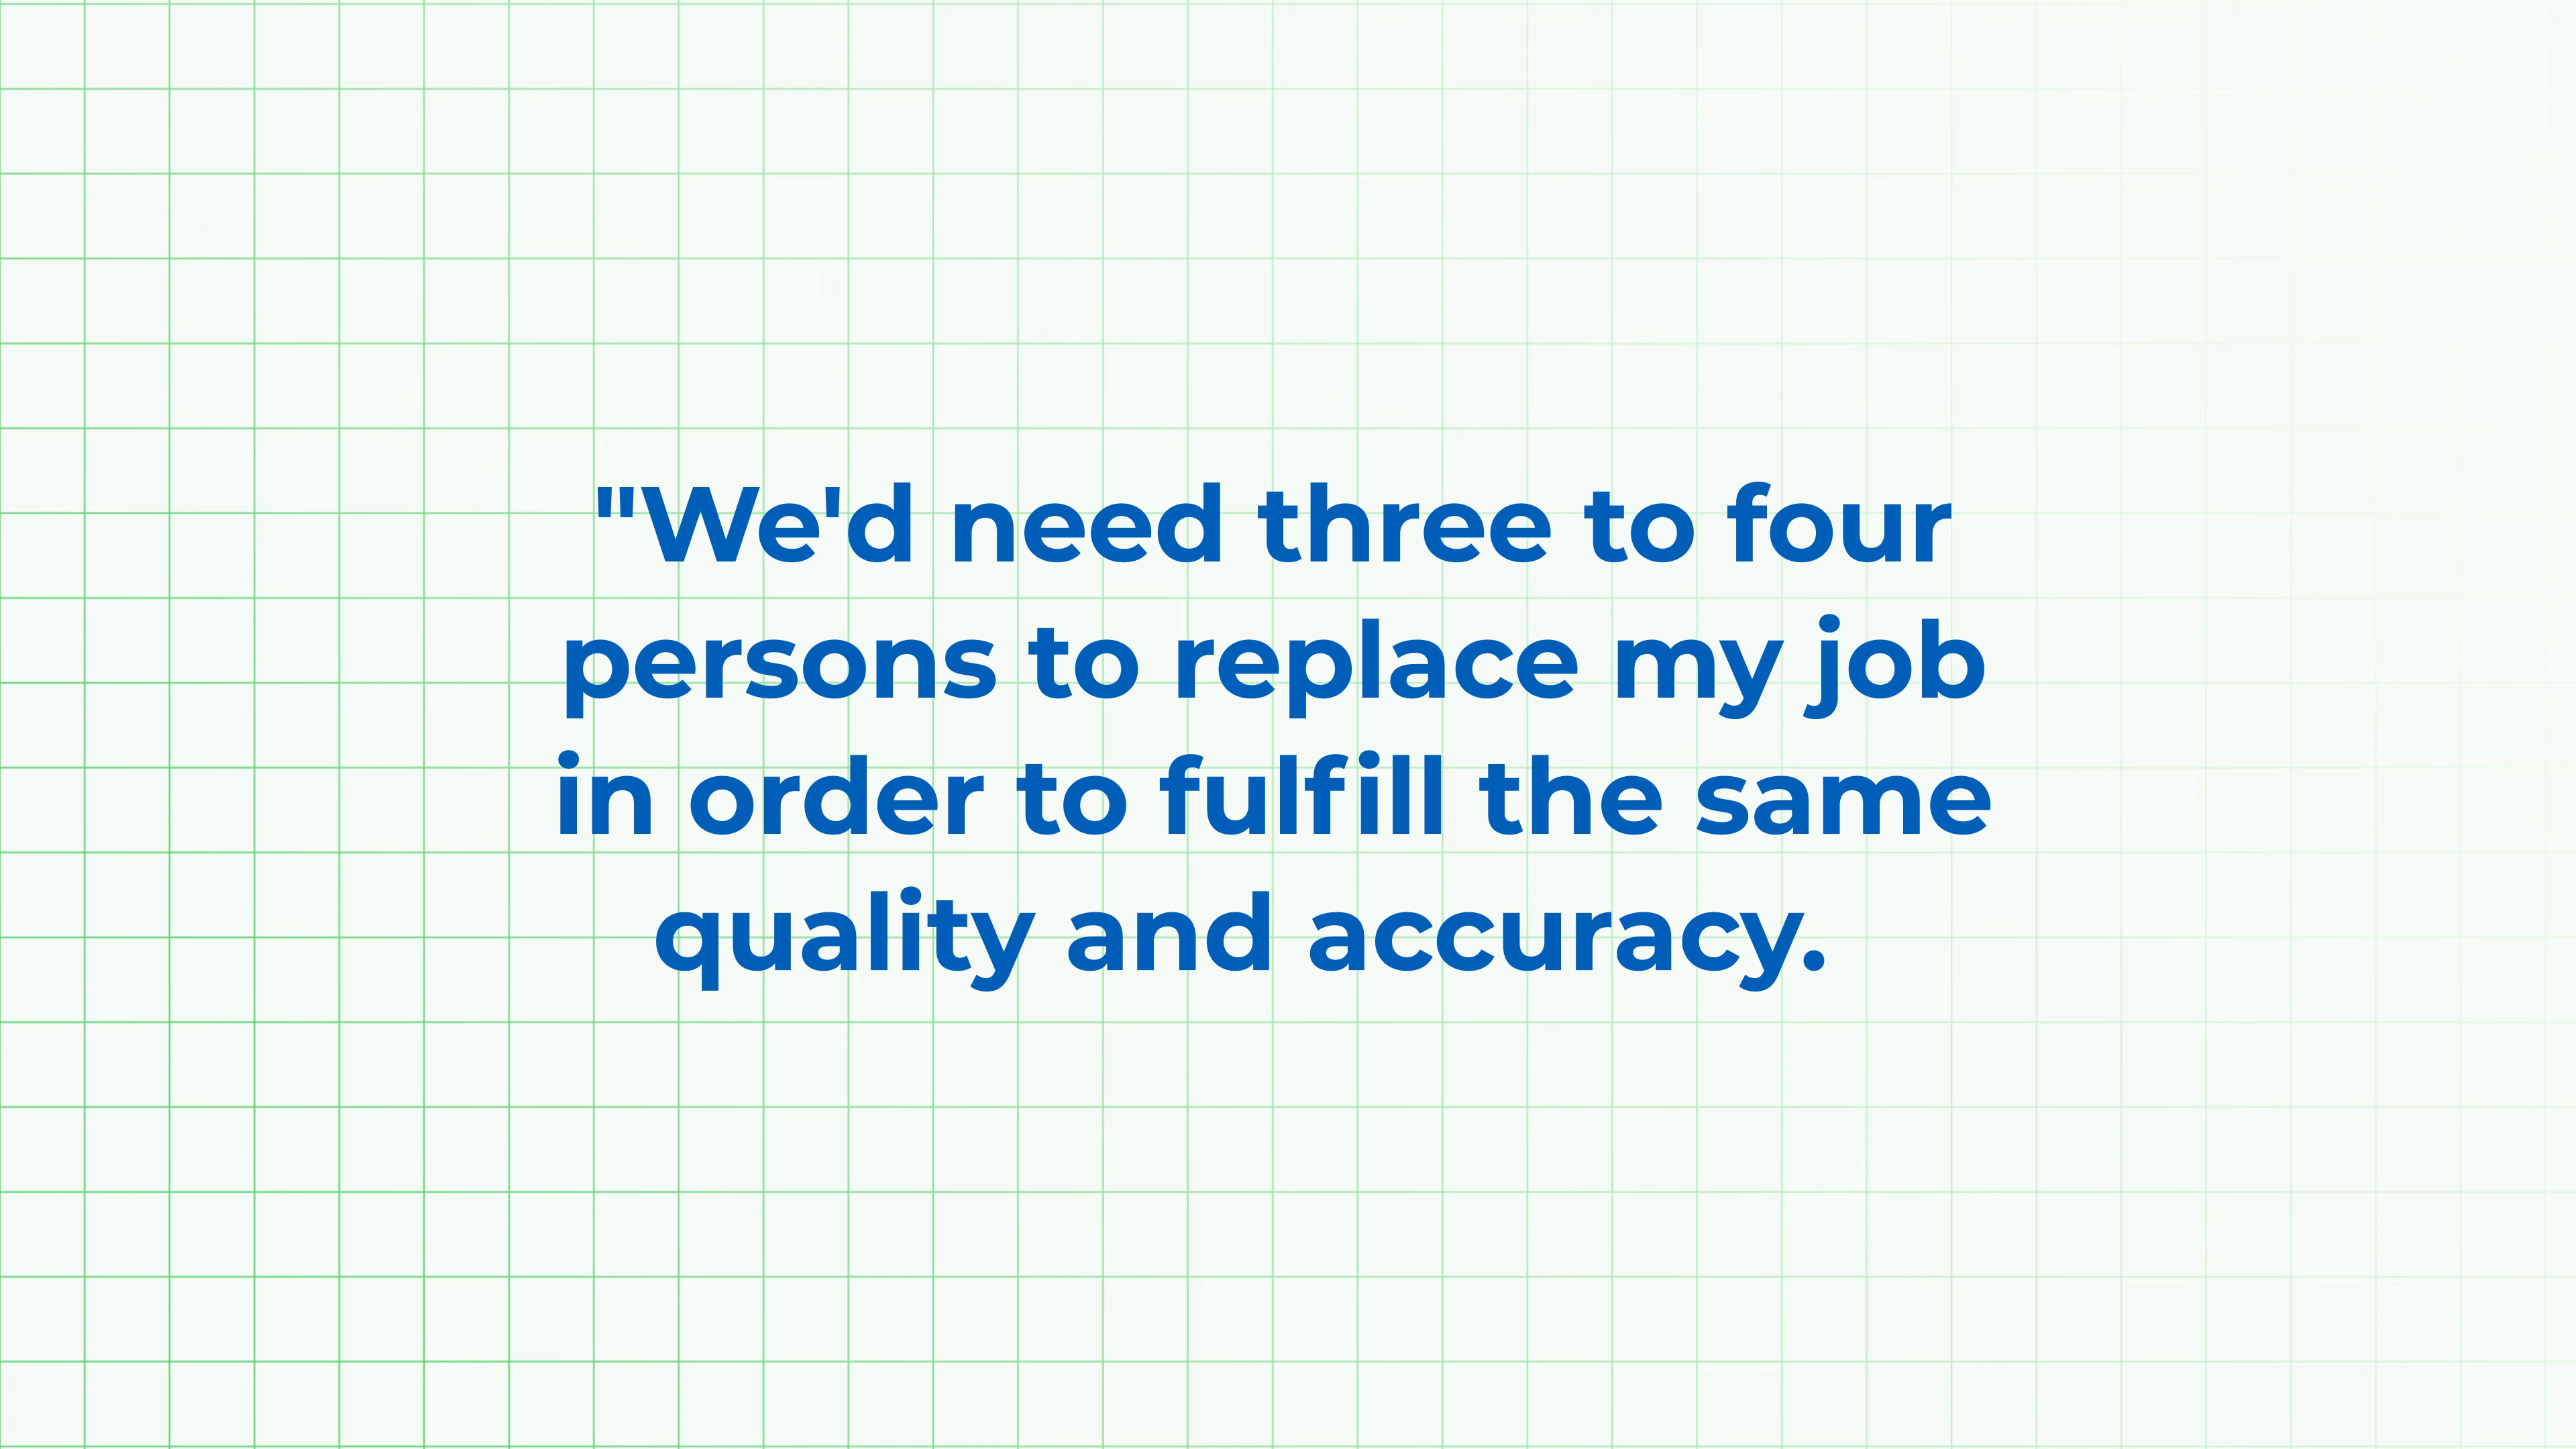 "We'd need three to four
persons to replace my job
in order to fulfill the same
quality and accuracy.